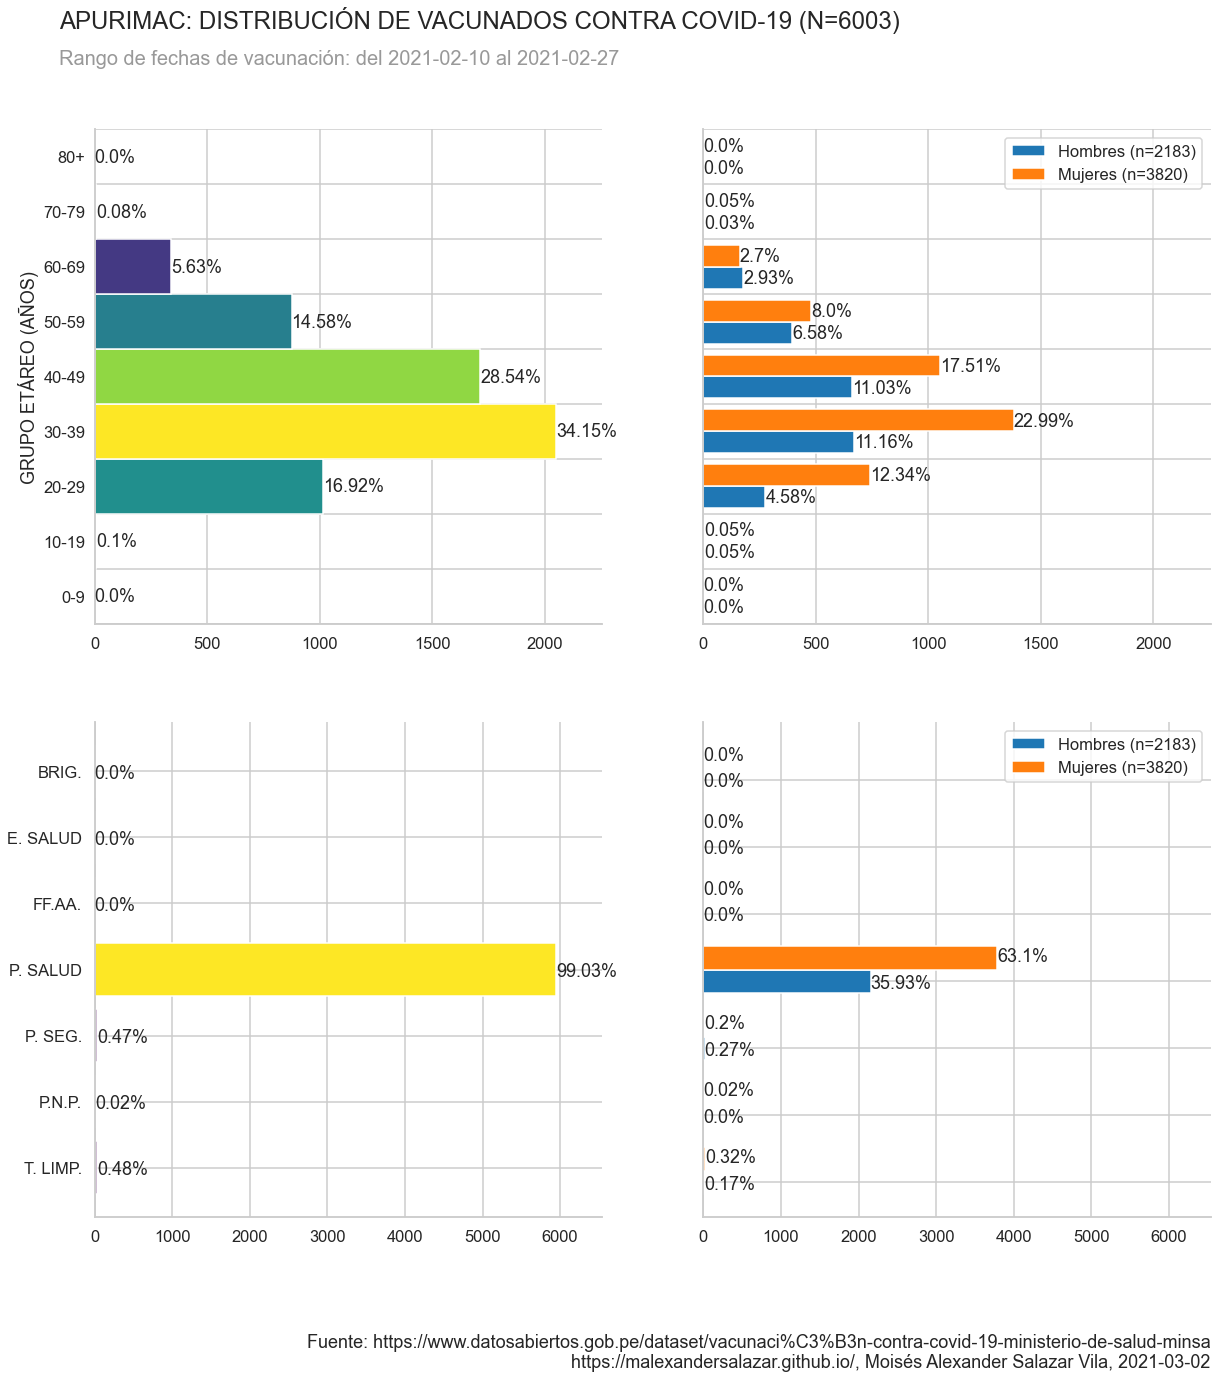 APURIMAC: DISTRIBUCIÓN DE VACUNADOS CONTRA COVID-19 (N=6003)
Rango de fechas de vacunación: del 2021-02-10 al 2021-02-27
GRUPO ETÁREO (AÑOS)
80+ 0.0%
70-79 0.08%
60-69 5.63%
50-59 14.58%
40-49 28.54%
30-39 34.15%
20-29 16.92%
10-19 0.1%
0-9 0.0%
0 500 1000 1500 2000
Hombres (n=2183)
Mujeres (n=3820)
0.0%
0.0%
0.05%
0.03%
2.7%
2.93%
8.0%
6.58%
17.51%
11.03%
22.99%
11.16%
12.34%
4.58%
0.05%
0.05%
0.0%
0.0%
0 500 1000 1500 2000
BRIG. 0.0%
E. SALUD 0.0%
FF.AA. 0.0%
P. SALUD 99.03%
P. SEG. 0.47%
P.N.P. 0.02%
T. LIMP. 0.48%
0 1000 2000 3000 4000 5000 6000
Hombres (n=2183)
Mujeres (n=3820)
0.0%
0.0%
0.0%
0.0%
0.0%
0.0%
63.1%
35.93%
0.2%
0.27%
0.02%
0.0%
0.32%
0.17%
0 1000 2000 3000 4000 5000 6000
Fuente: https://www.datosabiertos.gob.pe/dataset/vacunaci%C3%B3n-contra-covid-19-ministerio-de-salud-minsa
https://malexandersalazar.github.io/, Moisés Alexander Salazar Vila, 2021-03-02